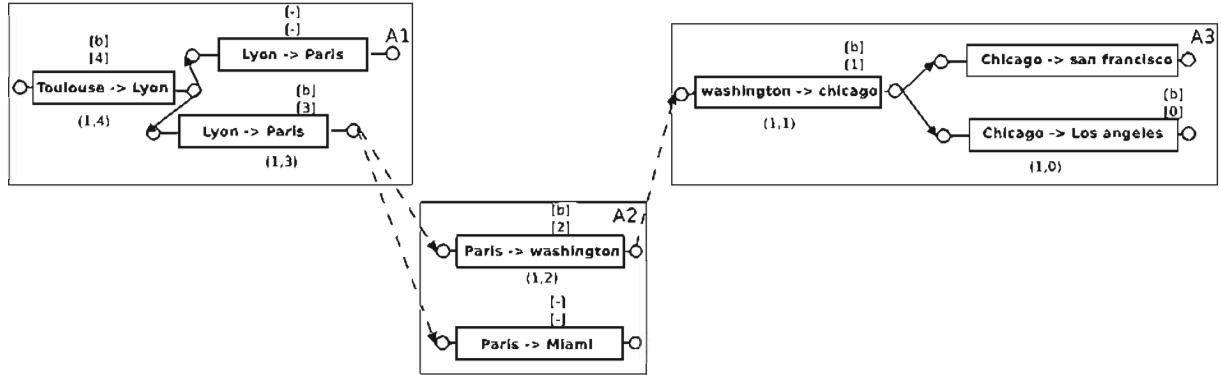 [-]
[-]
A1
Lyon -> Paris
[b]
[4]
Toulouse -> Lyon
(1,4)
[b]
[3]
Lyon -> Paris
(1,3)
[b]
[2]
A2
Paris -> washington
(1,2)
[-]
[-]
Paris -> Miami
A3
[b]
[1]
washington -> chicago
(1,1)
Chicago -> san francisco
[b]
[0]
Chicago -> Los angeles
(1,0)